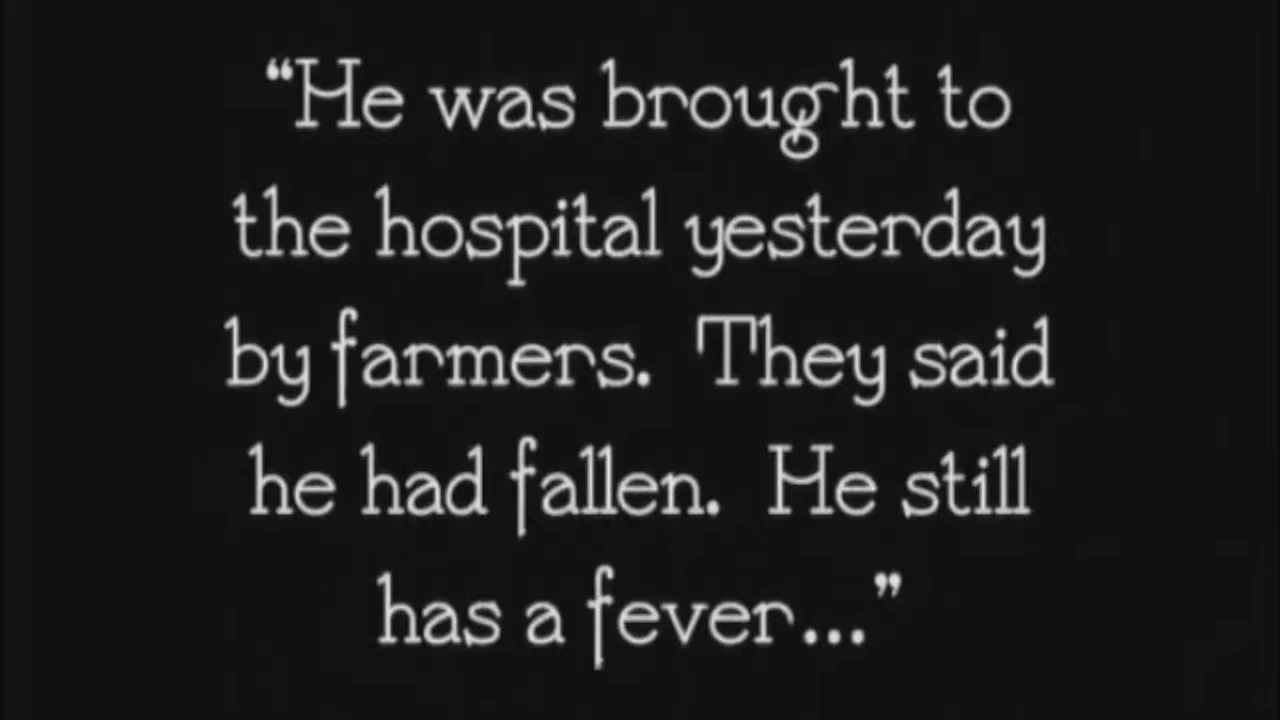 “He was brought to
the hospital yesterday
by farmers. They said
he had fallen. He still
has a fever...”